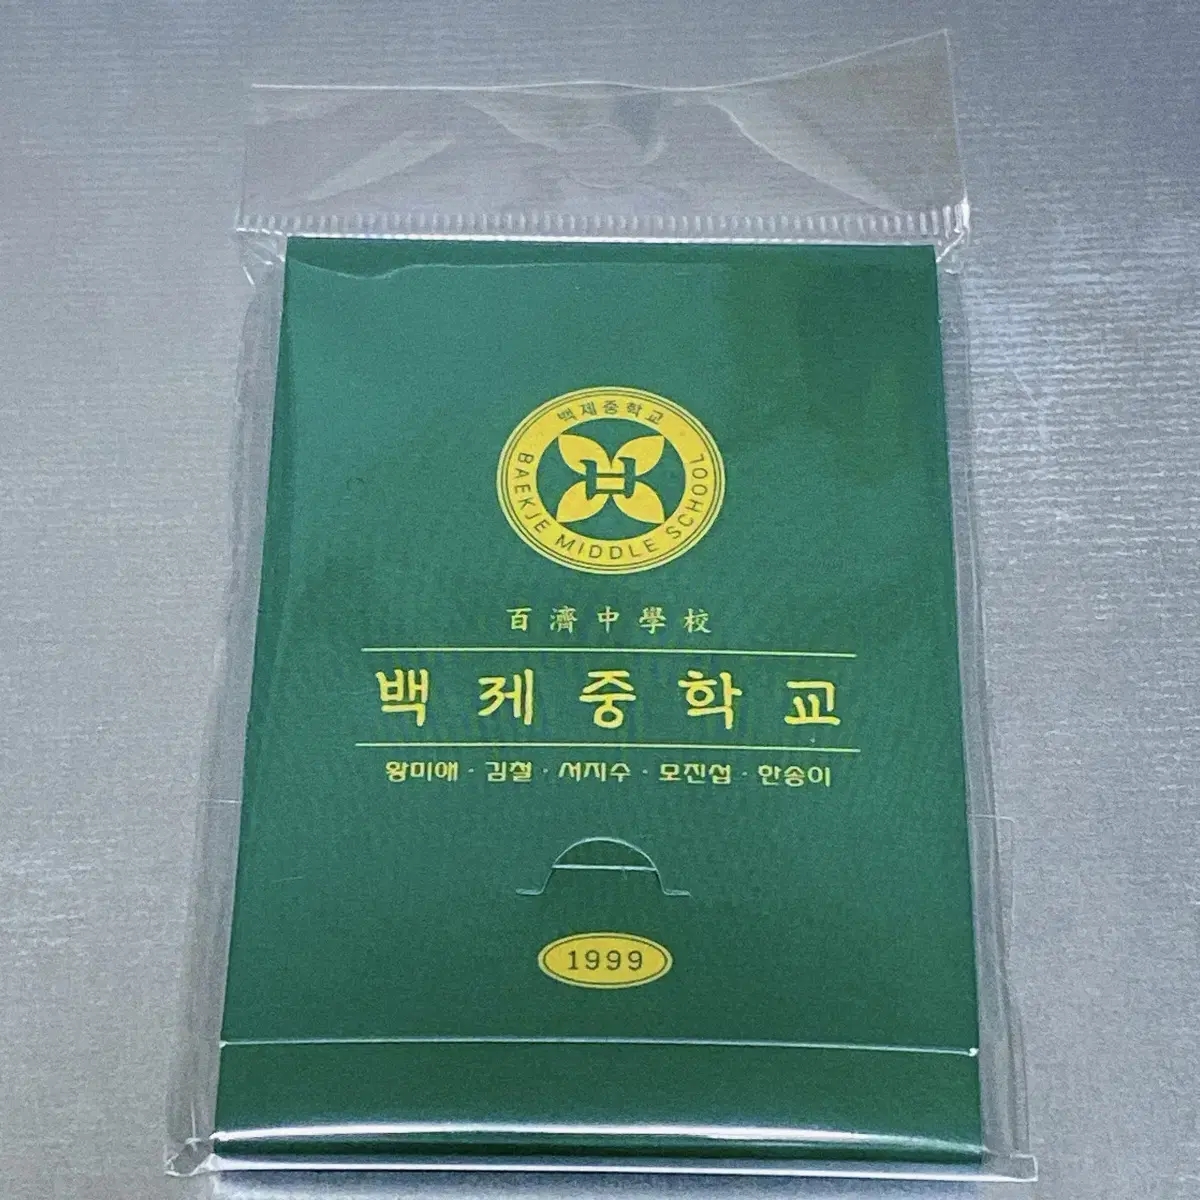 백제중학교
BAEKJE MIDDLE SCHOOL
百濟中學校
백제중학교
왕미애 · 김철 · 서지수 · 모진섭 · 한송이
1999